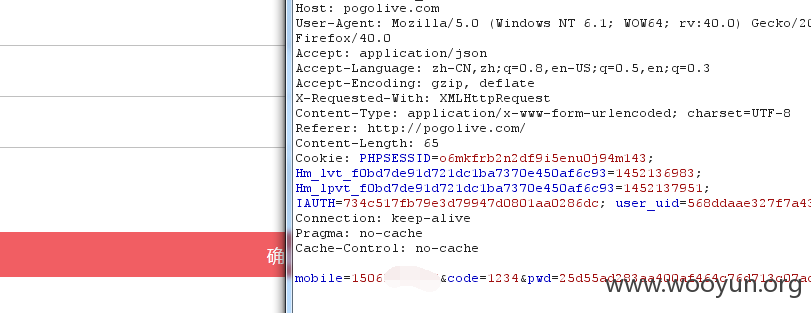 Host: pogolive.com
User-Agent: Mozilla/5.0 (Windows NT 6.1; WOW64; rv:40.0) Gecko/20
Firefox/40.0
Accept: application/json
Accept-Language: zh-CN,zh;q=0.8,en-US;q=0.5,en;q=0.3
Accept-Encoding: gzip, deflate
X-Requested-With: XMLHttpRequest
Content-Type: application/x-www-form-urlencoded; charset=UTF-8
Referer: http://pogolive.com/
Content-Length: 65
Cookie: PHPSESSID=o6mkfrb2n2df9i5enu0j94m143;
Hm_lvt_f0bd7de91d721dc1ba7370e450af6c93=1452136983;
Hm_lpvt_f0bd7de91d721dc1ba7370e450af6c93=1452137951;
IAUTH=734c517fb79e3d79947d0801aa0286dc; user_uid=568ddaae327f7a43
Connection: keep-alive
Pragma: no-cache
Cache-Control: no-cache
确
mobile=1506 &code=1234&pwd=25d55ad283aa400af464c76d713c07ad
www.wooyun.org